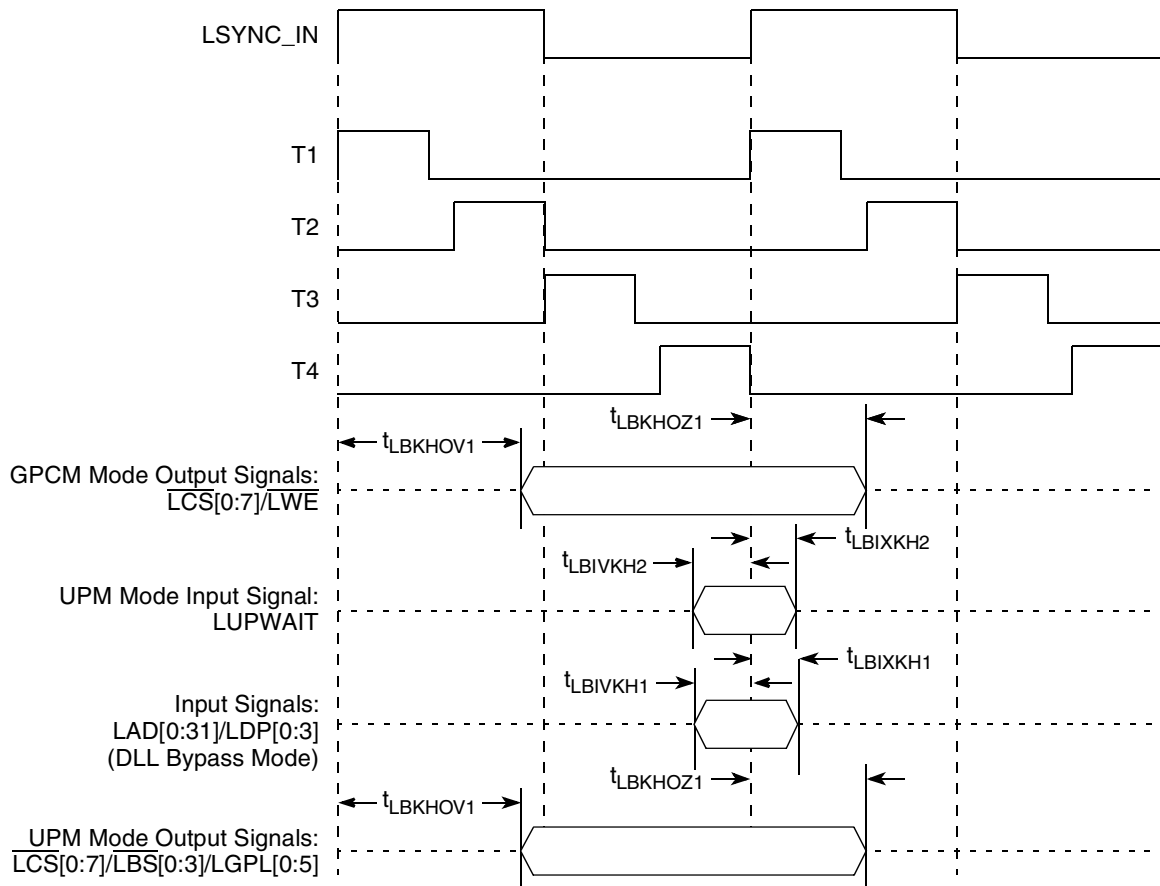 LSYNC_IN
T1
T2
T3
T4
tLBKHOZ1
tLBKHOV1
GPCM Mode Output Signals:
LCS[0:7]/LWE
tLBIXKH2
tLBIVKH2
UPM Mode Input Signal:
LUPWAIT
tLBIXKH1
tLBIVKH1
Input Signals:
LAD[0:31]/LDP[0:3]
(DLL Bypass Mode)
tLBKHOZ1
tLBKHOV1
UPM Mode Output Signals:
LCS[0:7]/LBS[0:3]/LGPL[0:5]